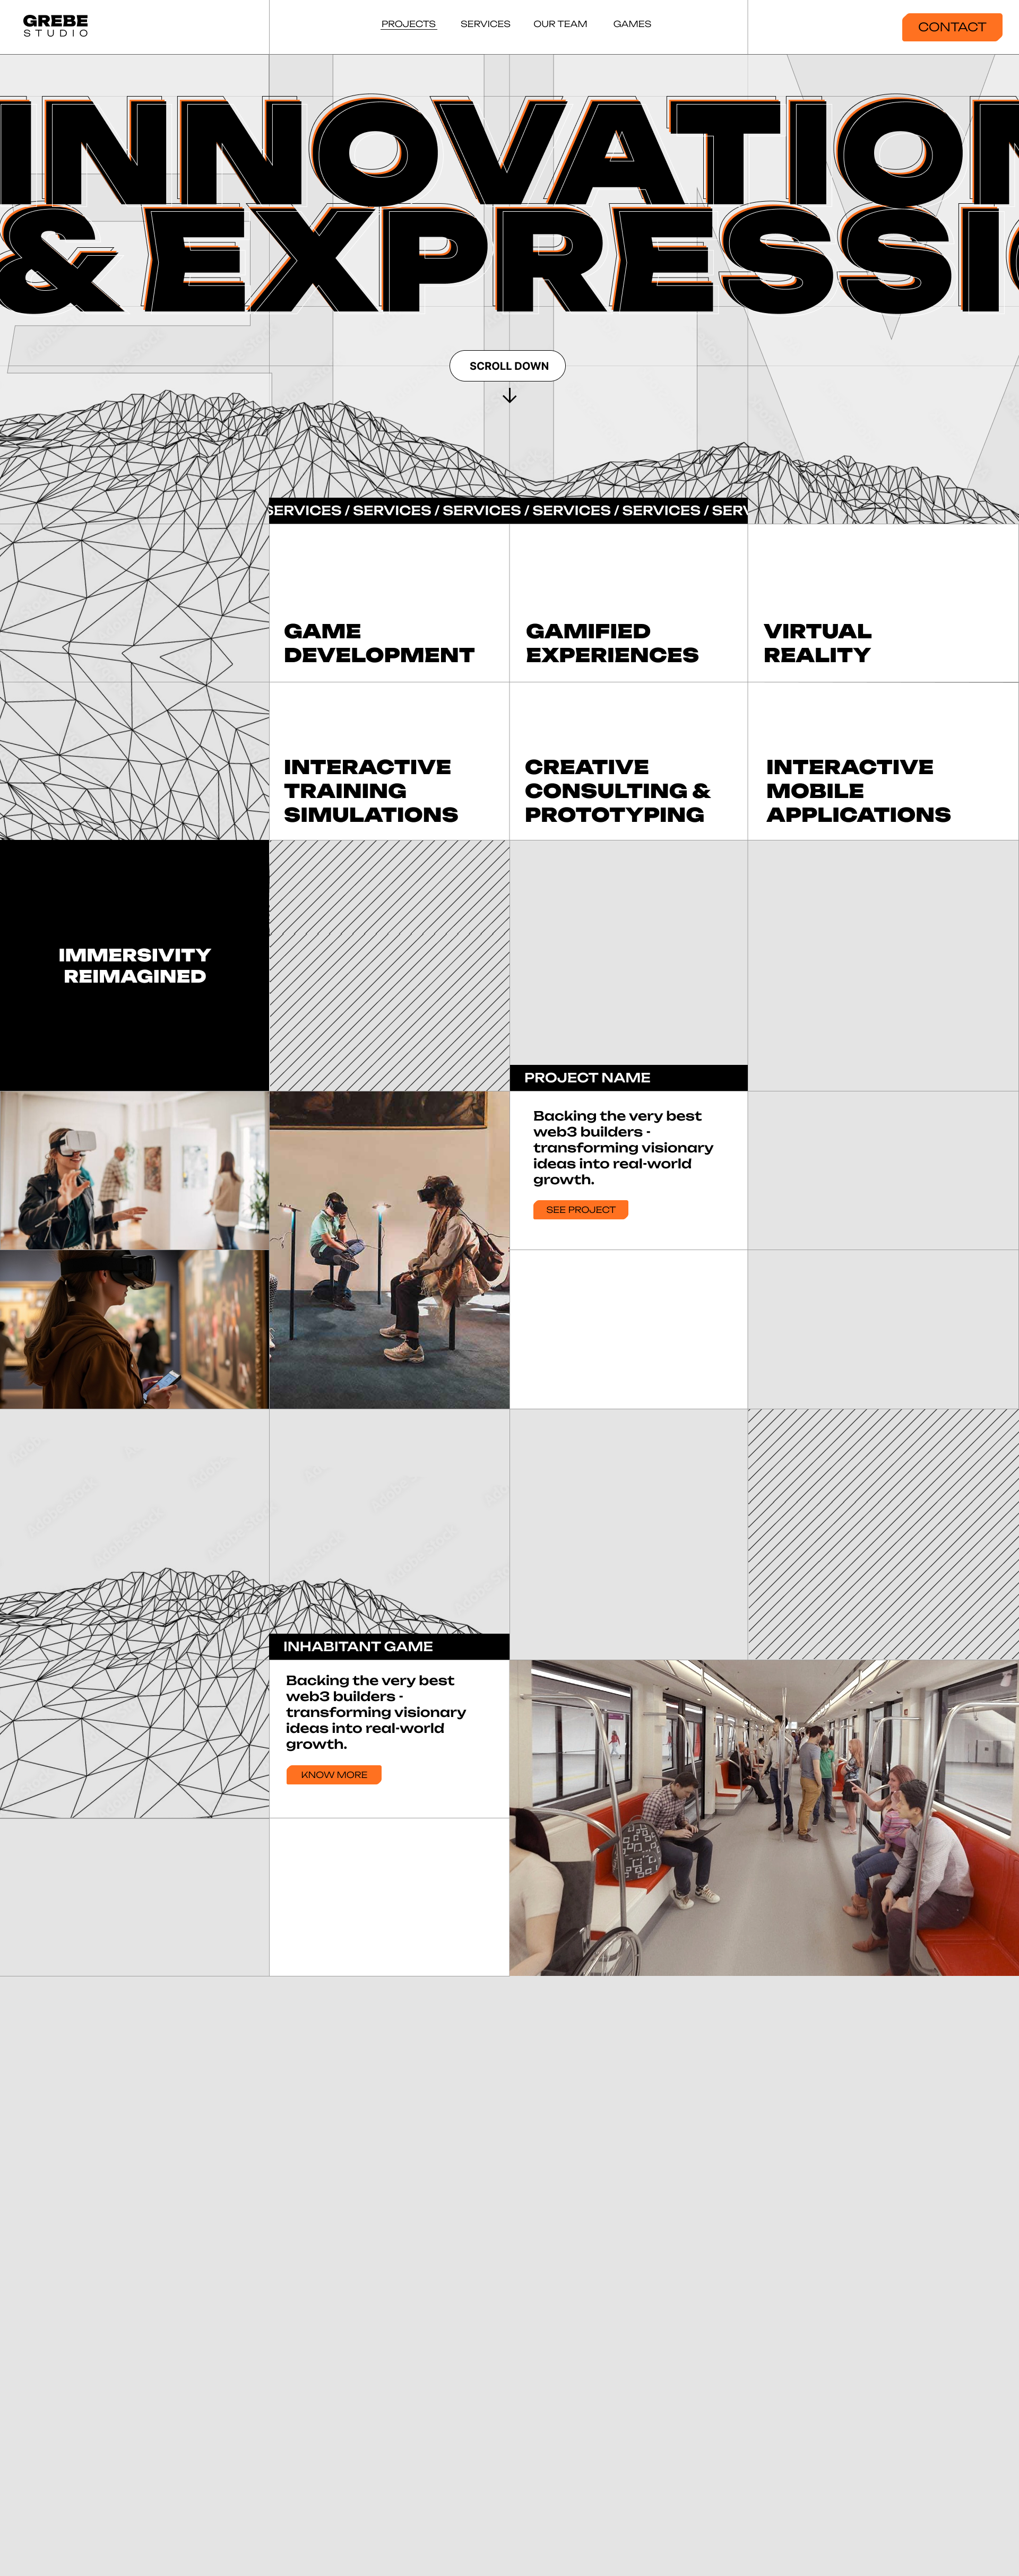 GREBE
STUDIO
PROJECTS
SERVICES
OUR TEAM
GAMES
CONTACT
INNOVATION
& EXPRESSIO
SCROLL DOWN
SERVICES / SERVICES / SERVICES / SERVICES / SERVICES / SERV
GAME
DEVELOPMENT
GAMIFIED
EXPERIENCES
VIRTUAL
REALITY
INTERACTIVE
TRAINING
SIMULATIONS
CREATIVE
CONSULTING &
PROTOTYPING
INTERACTIVE
MOBILE
APPLICATIONS
IMMERSIVITY
REIMAGINED
PROJECT NAME
Backing the very best
web3 builders -
transforming visionary
ideas into real-world
growth.
SEE PROJECT
INHABITANT GAME
Backing the very best
web3 builders -
transforming visionary
ideas into real-world
growth.
KNOW MORE